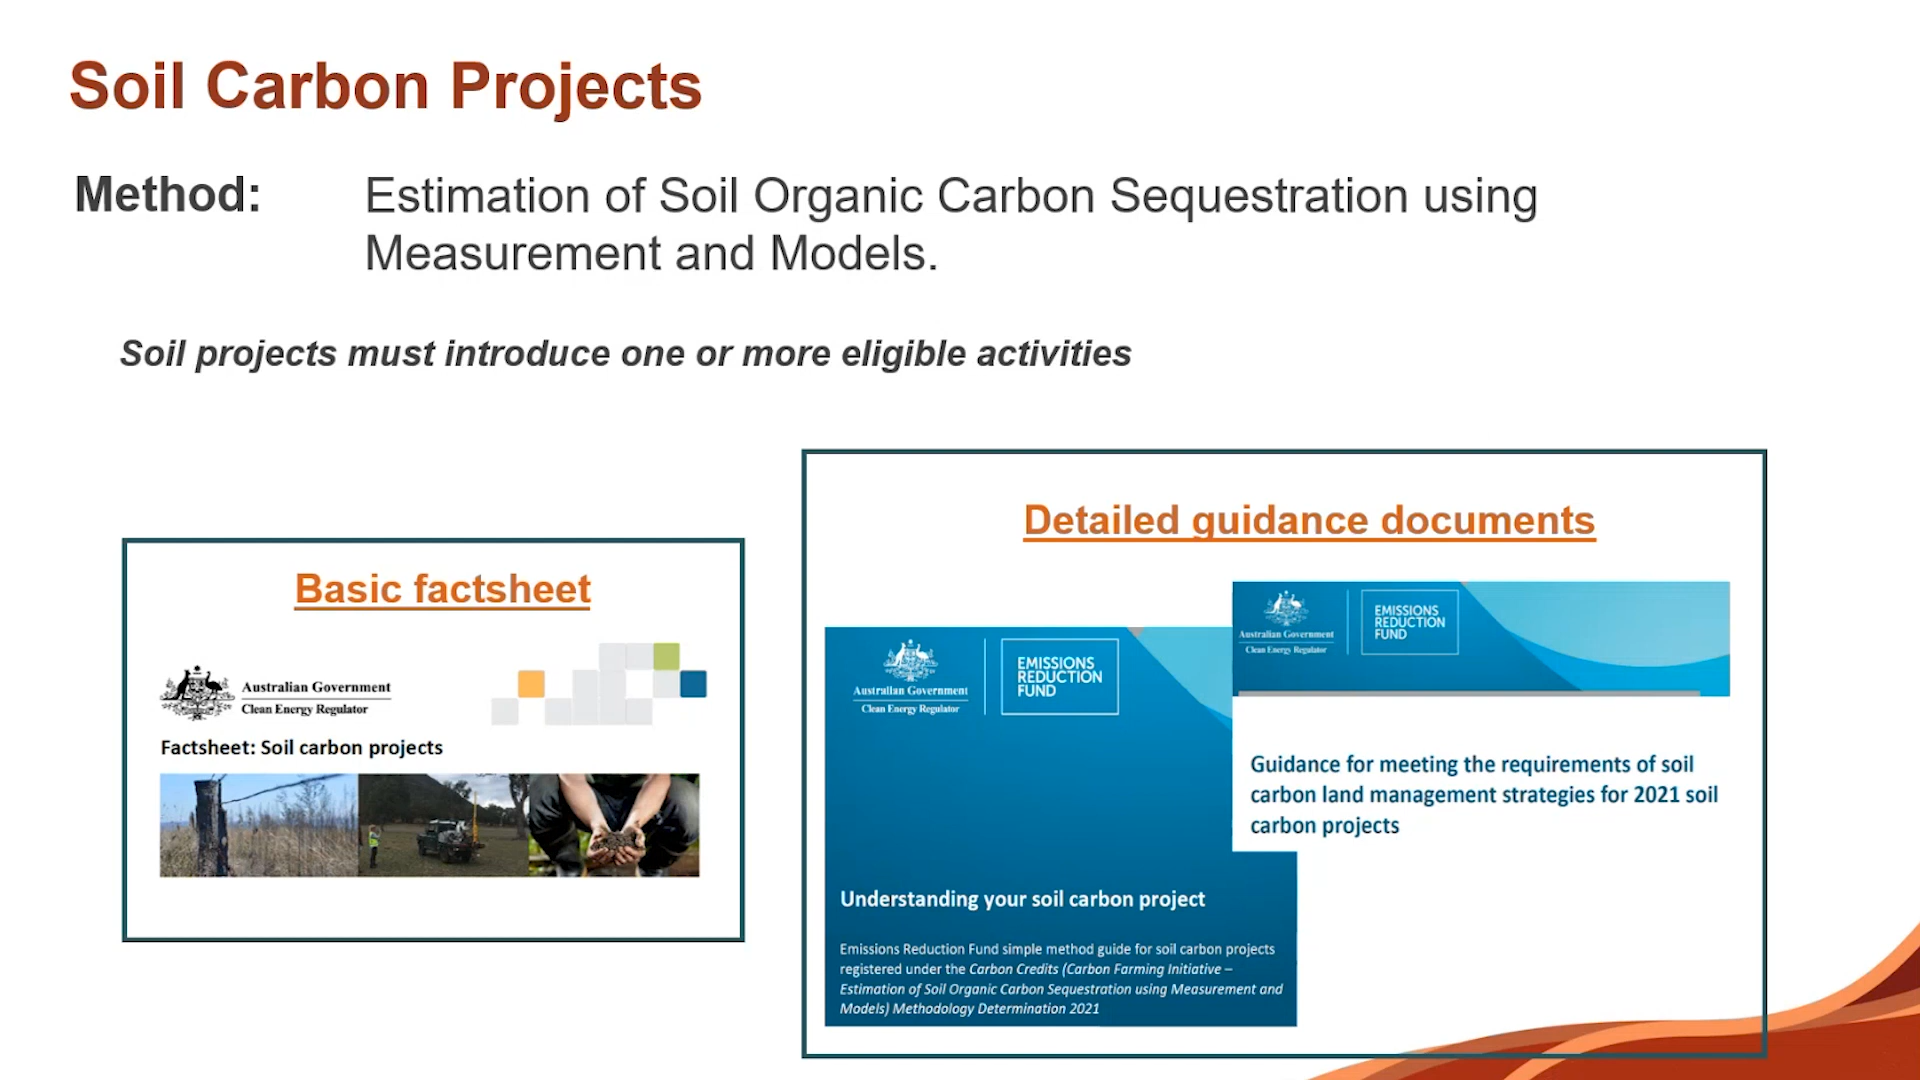 Soil Carbon Projects
Method:
Estimation of Soil Organic Carbon Sequestration using
Measurement and Models.
Soil projects must introduce one or more eligible activities
Basic factsheet
Australian Government
Clean Energy Regulator
Factsheet: Soil carbon projects
Detailed guidance documents
Australian Government
Clean Energy Regulator
EMISSIONS
REDUCTION
FUND
Understanding your soil carbon project
Emissions Reduction Fund simple method guide for soil carbon projects
registered under the Carbon Credits (Carbon Farming Initiative –
Estimation of Soil Organic Carbon Sequestration using Measurement and
Models) Methodology Determination 2021
Australian Government
Clean Energy Regulator
EMISSIONS
REDUCTION
FUND
Guidance for meeting the requirements of soil
carbon land management strategies for 2021 soil
carbon projects